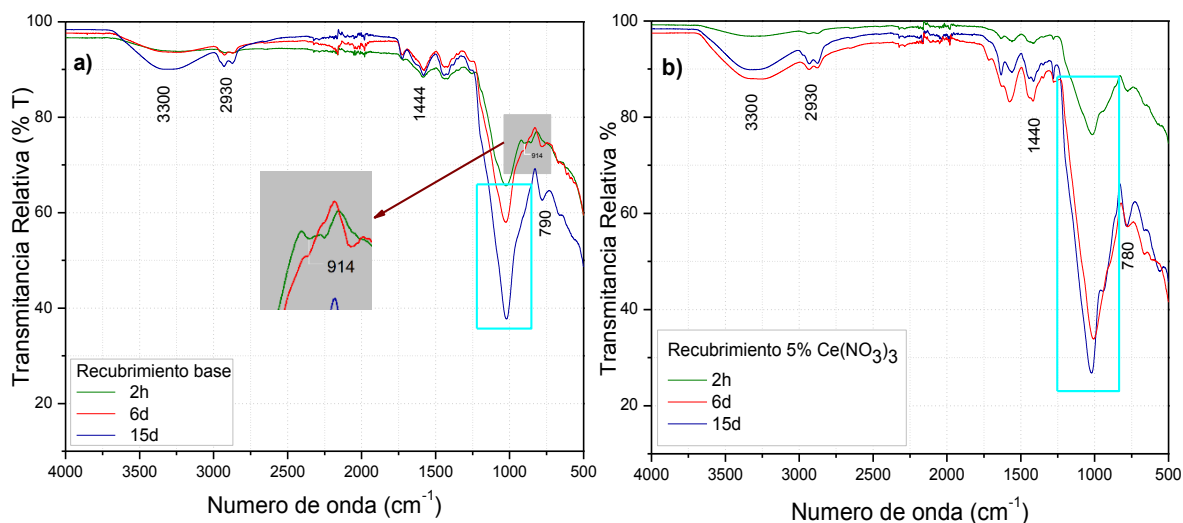 a)
Transmitancia Relativa (% T)
100
80
60
40
20
3300
2930
1444
914
914
790
Recubrimiento base
2h
6d
15d
4000 3500 3000 2500 2000 1500 1000 500
Numero de onda (cm⁻¹)
b)
Transmitancia Relativa %
100
80
60
40
20
3300
2930
1440
780
Recubrimiento 5% Ce(NO₃)₃
2h
6d
15d
4000 3500 3000 2500 2000 1500 1000 500
Numero de onda (cm⁻¹)